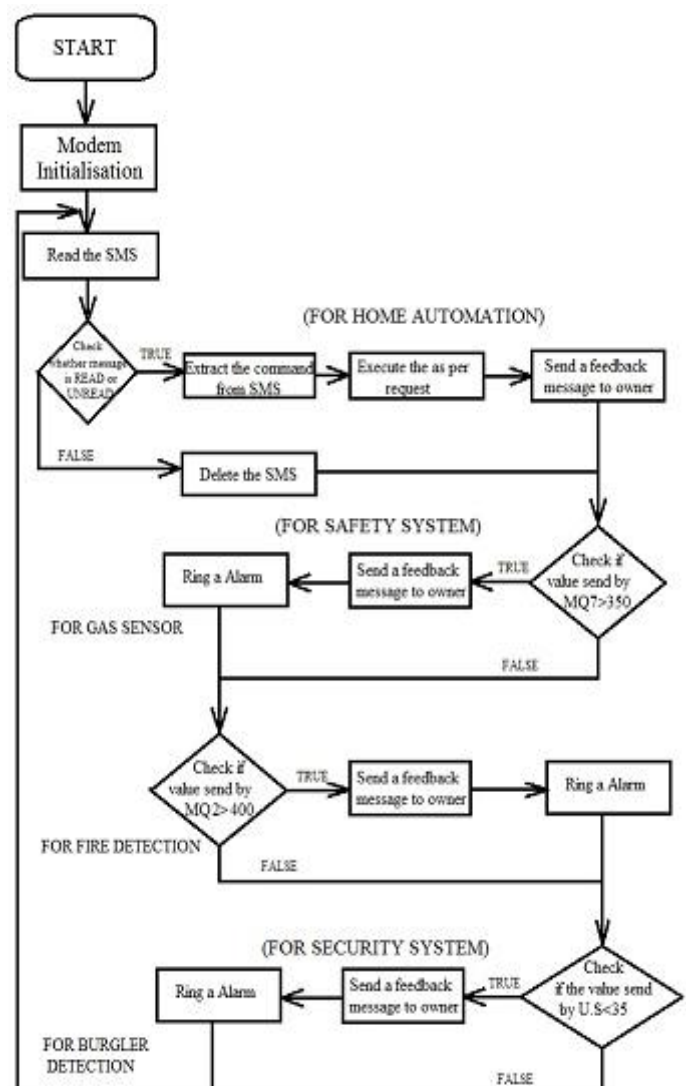 START
Modem
Initialisation
Read the SMS
(FOR HOME AUTOMATION)
Check
whether message
is READ or
UNREAD
TRUE
Extract the command
from SMS
Execute the as per
request
Send a feedback
message to owner
FALSE
Delete the SMS
(FOR SAFETY SYSTEM)
Check if
value send by
MQ7>350
TRUE
Send a feedback
message to owner
Ring a Alarm
FOR GAS SENSOR
FALSE
Check if
value send by
MQ2>400
TRUE
Send a feedback
message to owner
Ring a Alarm
FOR FIRE DETECTION
FALSE
(FOR SECURITY SYSTEM)
Check
if the value send
by U.S<35
TRUE
Send a feedback
message to owner
Ring a Alarm
FOR BURGLER
DETECTION
FALSE